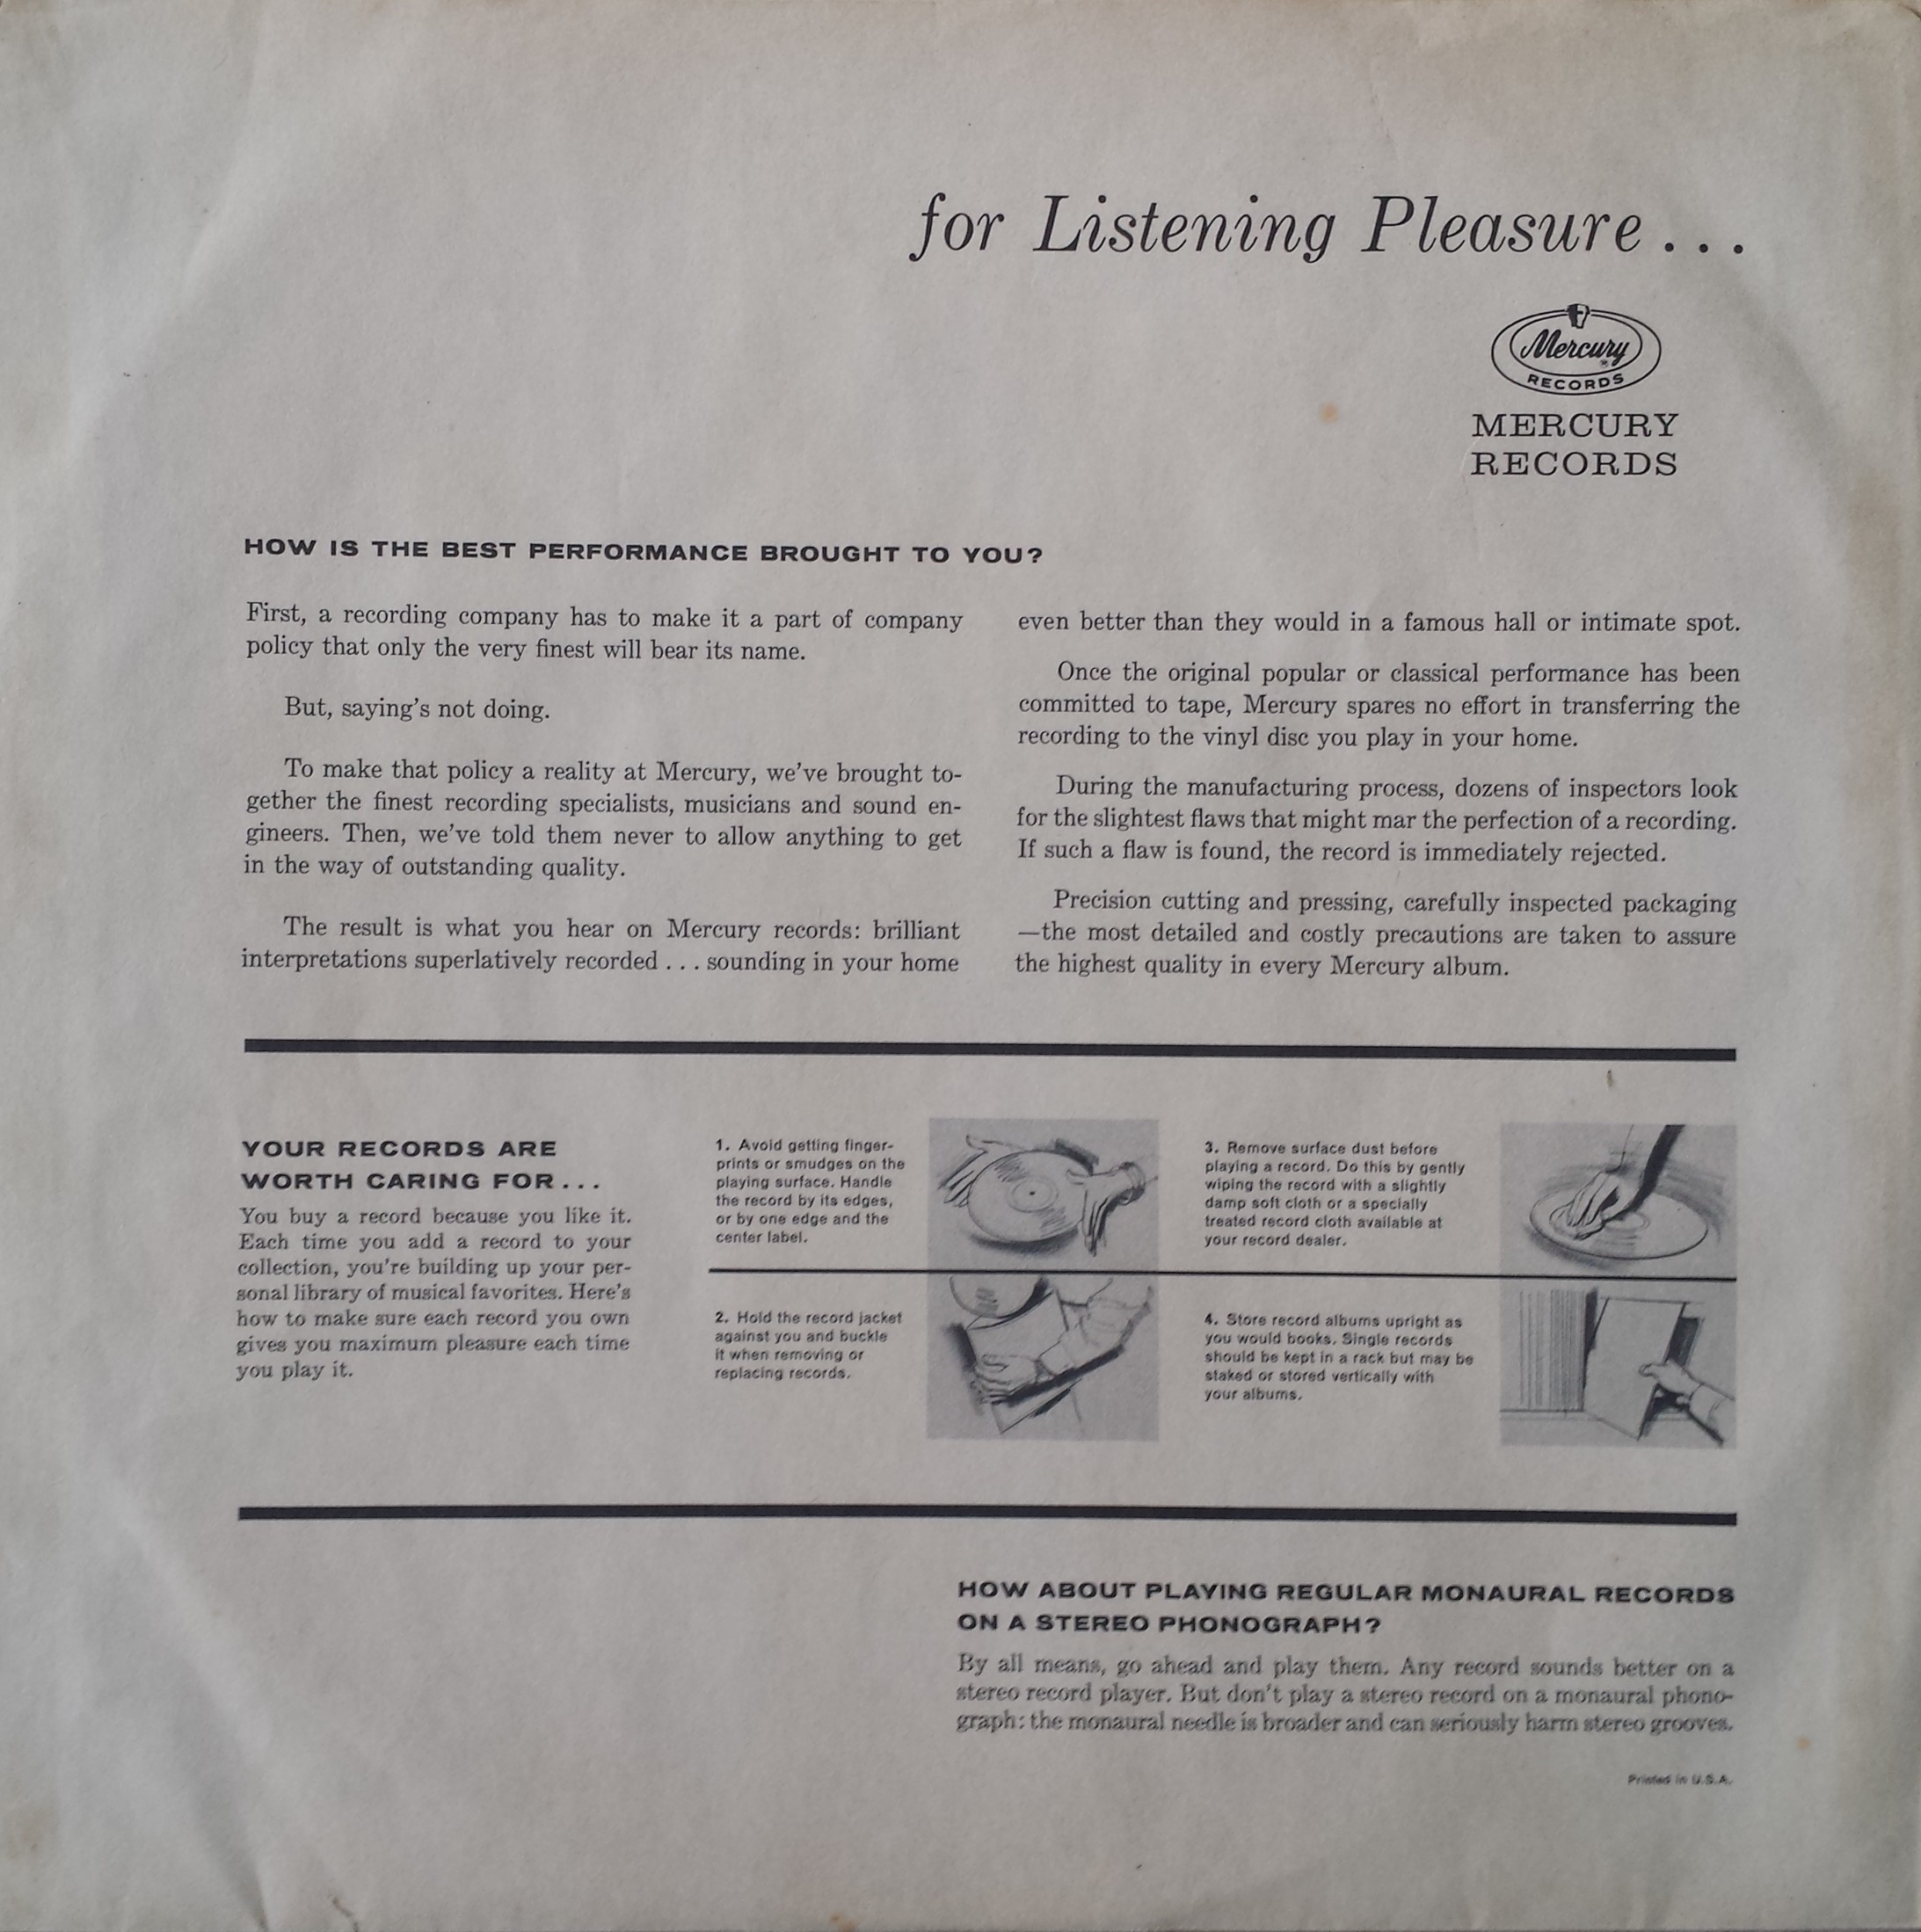 for Listening Pleasure...
Mercury
®
RECORDS
MERCURY
RECORDS
HOW IS THE BEST PERFORMANCE BROUGHT TO YOU?
First, a recording company has to make it a part of company
policy that only the very finest will bear its name.
But, saying's not doing.
To make that policy a reality at Mercury, we've brought to-
gether the finest recording specialists, musicians and sound en-
gineers. Then, we've told them never to allow anything to get
in the way of outstanding quality.
The result is what you hear on Mercury records: brilliant
interpretations superlatively recorded . . . sounding in your home
even better than they would in a famous hall or intimate spot.
Once the original popular or classical performance has been
committed to tape, Mercury spares no effort in transferring the
recording to the vinyl disc you play in your home.
During the manufacturing process, dozens of inspectors look
for the slightest flaws that might mar the perfection of a recording.
If such a flaw is found, the record is immediately rejected.
Precision cutting and pressing, carefully inspected packaging
—the most detailed and costly precautions are taken to assure
the highest quality in every Mercury album.
YOUR RECORDS ARE
WORTH CARING FOR...
You buy a record because you like it.
Each time you add a record to your
collection, you're building up your per-
sonal library of musical favorites. Here's
how to make sure each record you own
gives you maximum pleasure each time
you play it.
1. Avoid getting finger-
prints or smudges on the
playing surface. Handle
the record by its edges,
or by one edge and the
center label.
2. Hold the record jacket
against you and buckle
it when removing or
replacing records.
3. Remove surface dust before
playing a record. Do this by gently
wiping the record with a slightly
damp soft cloth or a specially
treated record cloth available at
your record dealer.
4. Store record albums upright as
you would books. Single records
should be kept in a rack but may be
staked or stored vertically with
your albums.
HOW ABOUT PLAYING REGULAR MONAURAL RECORDS
ON A STEREO PHONOGRAPH?
By all means, go ahead and play them. Any record sounds better on a
stereo record player. But don't play a stereo record on a monaural phono-
graph: the monaural needle is broader and can seriously harm stereo grooves.
Printed in U.S.A.